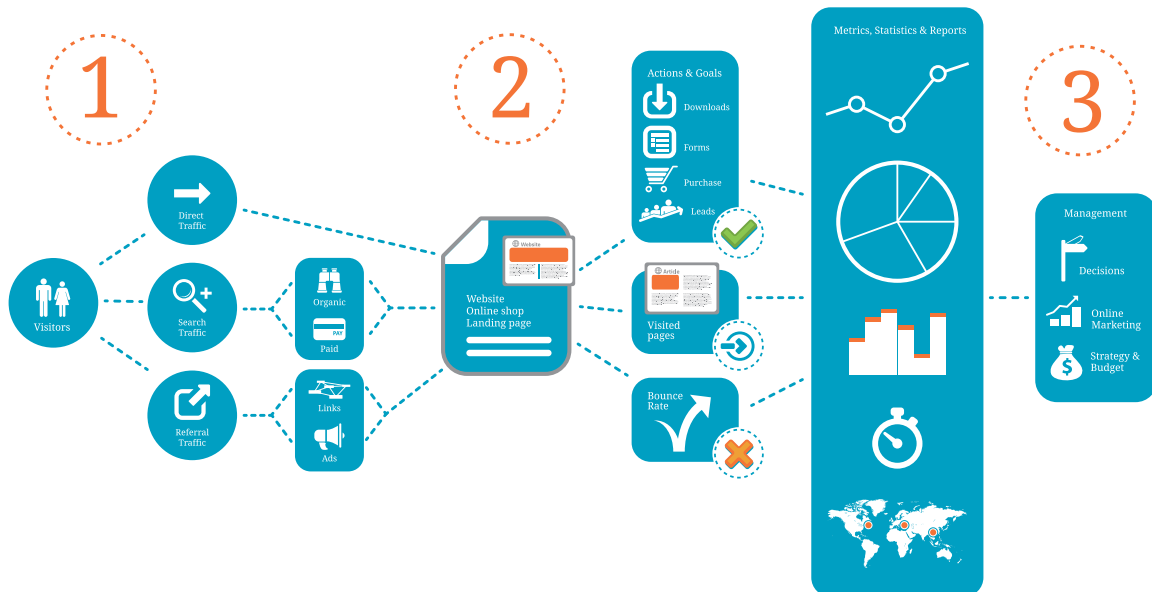 1
Visitors
Direct
Traffic
Search
Traffic
Referral
Traffic
Organic
PAY
Paid
Links
Ads
2
Website
Website
Online shop
Landing page
Actions & Goals
Downloads
Forms
Purchase
Leads
Article
Visited
pages
Bounce
Rate
Metrics, Statistics & Reports
3
Management
Decisions
Online
Marketing
$
Strategy &
Budget